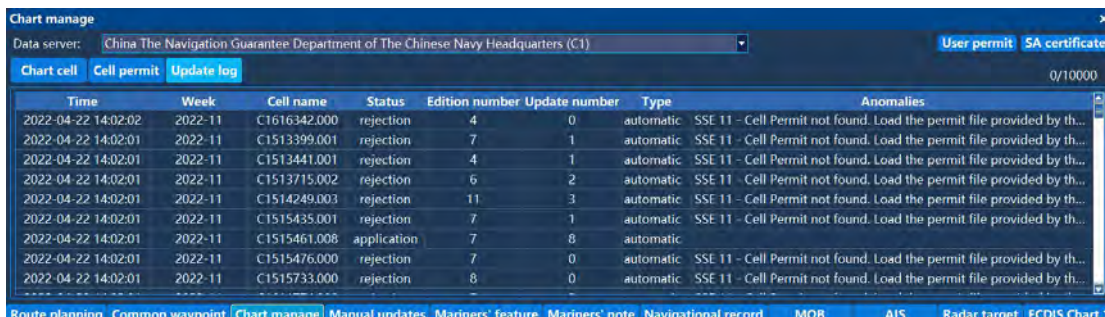 Chart manage
Data server: China The Navigation Guarantee Department of The Chinese Navy Headquarters (C1) User permit SA certificate
Chart cell Cell permit Update log 0/10000
Time Week Cell name Status Edition number Update number Type Anomalies
2022-04-22 14:02:02 2022-11 C1616342.000 rejection 4 0 automatic SSE 11 - Cell Permit not found. Load the permit file provided by th...
2022-04-22 14:02:01 2022-11 C1513399.001 rejection 7 1 automatic SSE 11 - Cell Permit not found. Load the permit file provided by th...
2022-04-22 14:02:01 2022-11 C1513441.001 rejection 4 1 automatic SSE 11 - Cell Permit not found. Load the permit file provided by th...
2022-04-22 14:02:01 2022-11 C1513715.002 rejection 6 2 automatic SSE 11 - Cell Permit not found. Load the permit file provided by th...
2022-04-22 14:02:01 2022-11 C1514249.003 rejection 11 3 automatic SSE 11 - Cell Permit not found. Load the permit file provided by th...
2022-04-22 14:02:01 2022-11 C1515435.001 rejection 7 1 automatic SSE 11 - Cell Permit not found. Load the permit file provided by th...
2022-04-22 14:02:01 2022-11 C1515461.008 application 7 8 automatic
2022-04-22 14:02:01 2022-11 C1515476.000 rejection 7 0 automatic SSE 11 - Cell Permit not found. Load the permit file provided by th...
2022-04-22 14:02:01 2022-11 C1515733.000 rejection 8 0 automatic SSE 11 - Cell Permit not found. Load the permit file provided by th...
Route planning Common waypoint Chart manage Manual updates Mariners' feature Mariners' note Navigational record MOB AIS Radar target ECDIS Chart 1